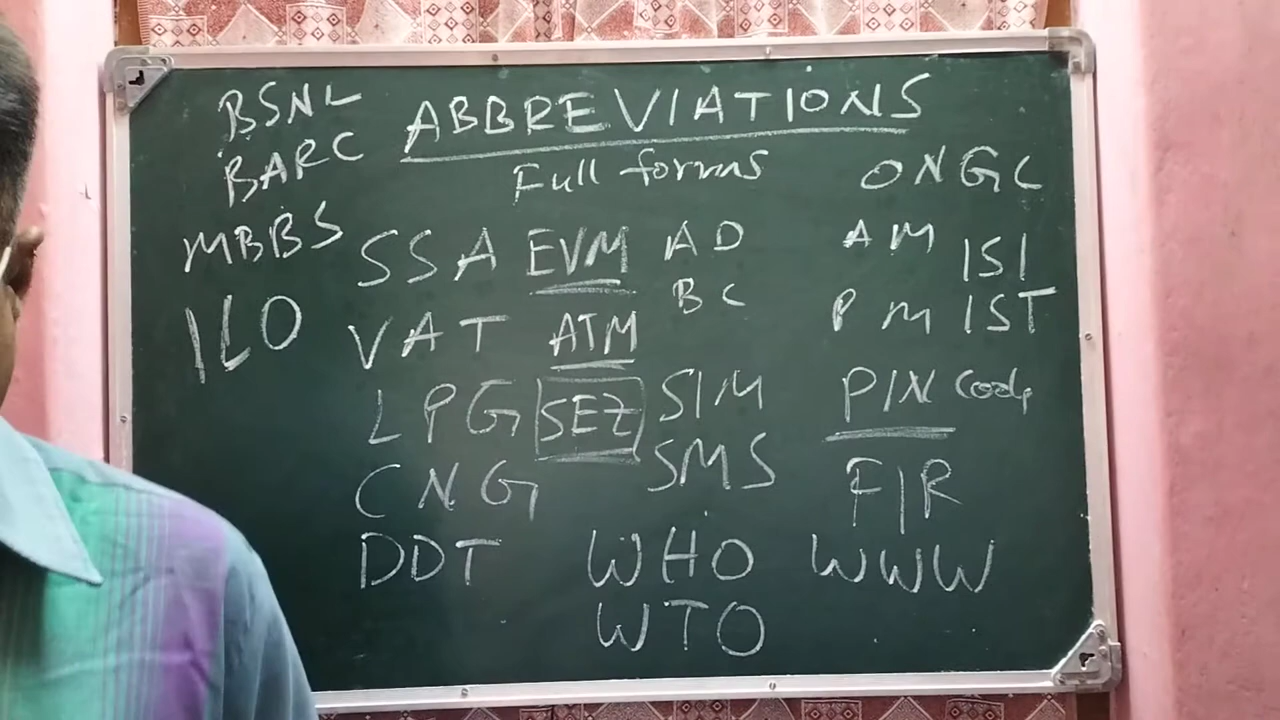 ABBREVIATIONS
Full forms
BSNL
BARC
MBBS
ILO
SSA
VAT
LPG
CNG
DDT
EVM
ATM
SEZ
AD
BC
SIM
SMS
WHO
WTO
ONGC
AM
PM
ISI
IST
PIN Code
FIR
WWW